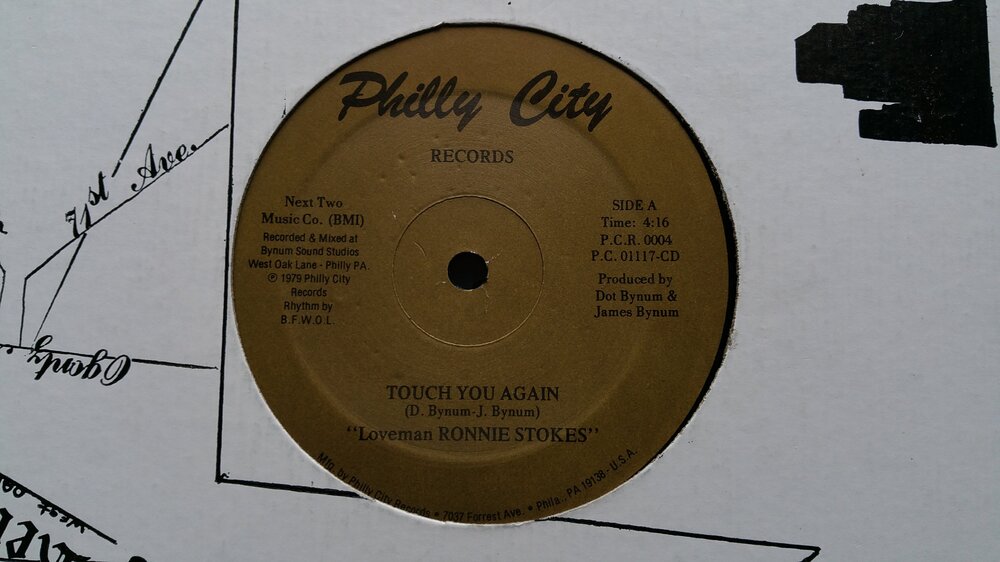 Philly City
RECORDS
Next Two
Music Co. (BMI)
Recorded & Mixed at
Bynum Sound Studios
West Oak Lane - Philly PA.
℗ 1979 Philly City
Records
Rhythm by
B.F.W.O.L.
SIDE A
Time: 4:16
P.C.R. 0004
P.C. 01117-CD
Produced by
Dot Bynum &
James Bynum
TOUCH YOU AGAIN
(D. Bynum-J. Bynum)
"Loveman RONNIE STOKES"
Mfg. by Philly City Records • 7037 Forrest Ave. • Phila., PA 19138 - U.S.A.
71st Ave.
Ogontz
WEST OA